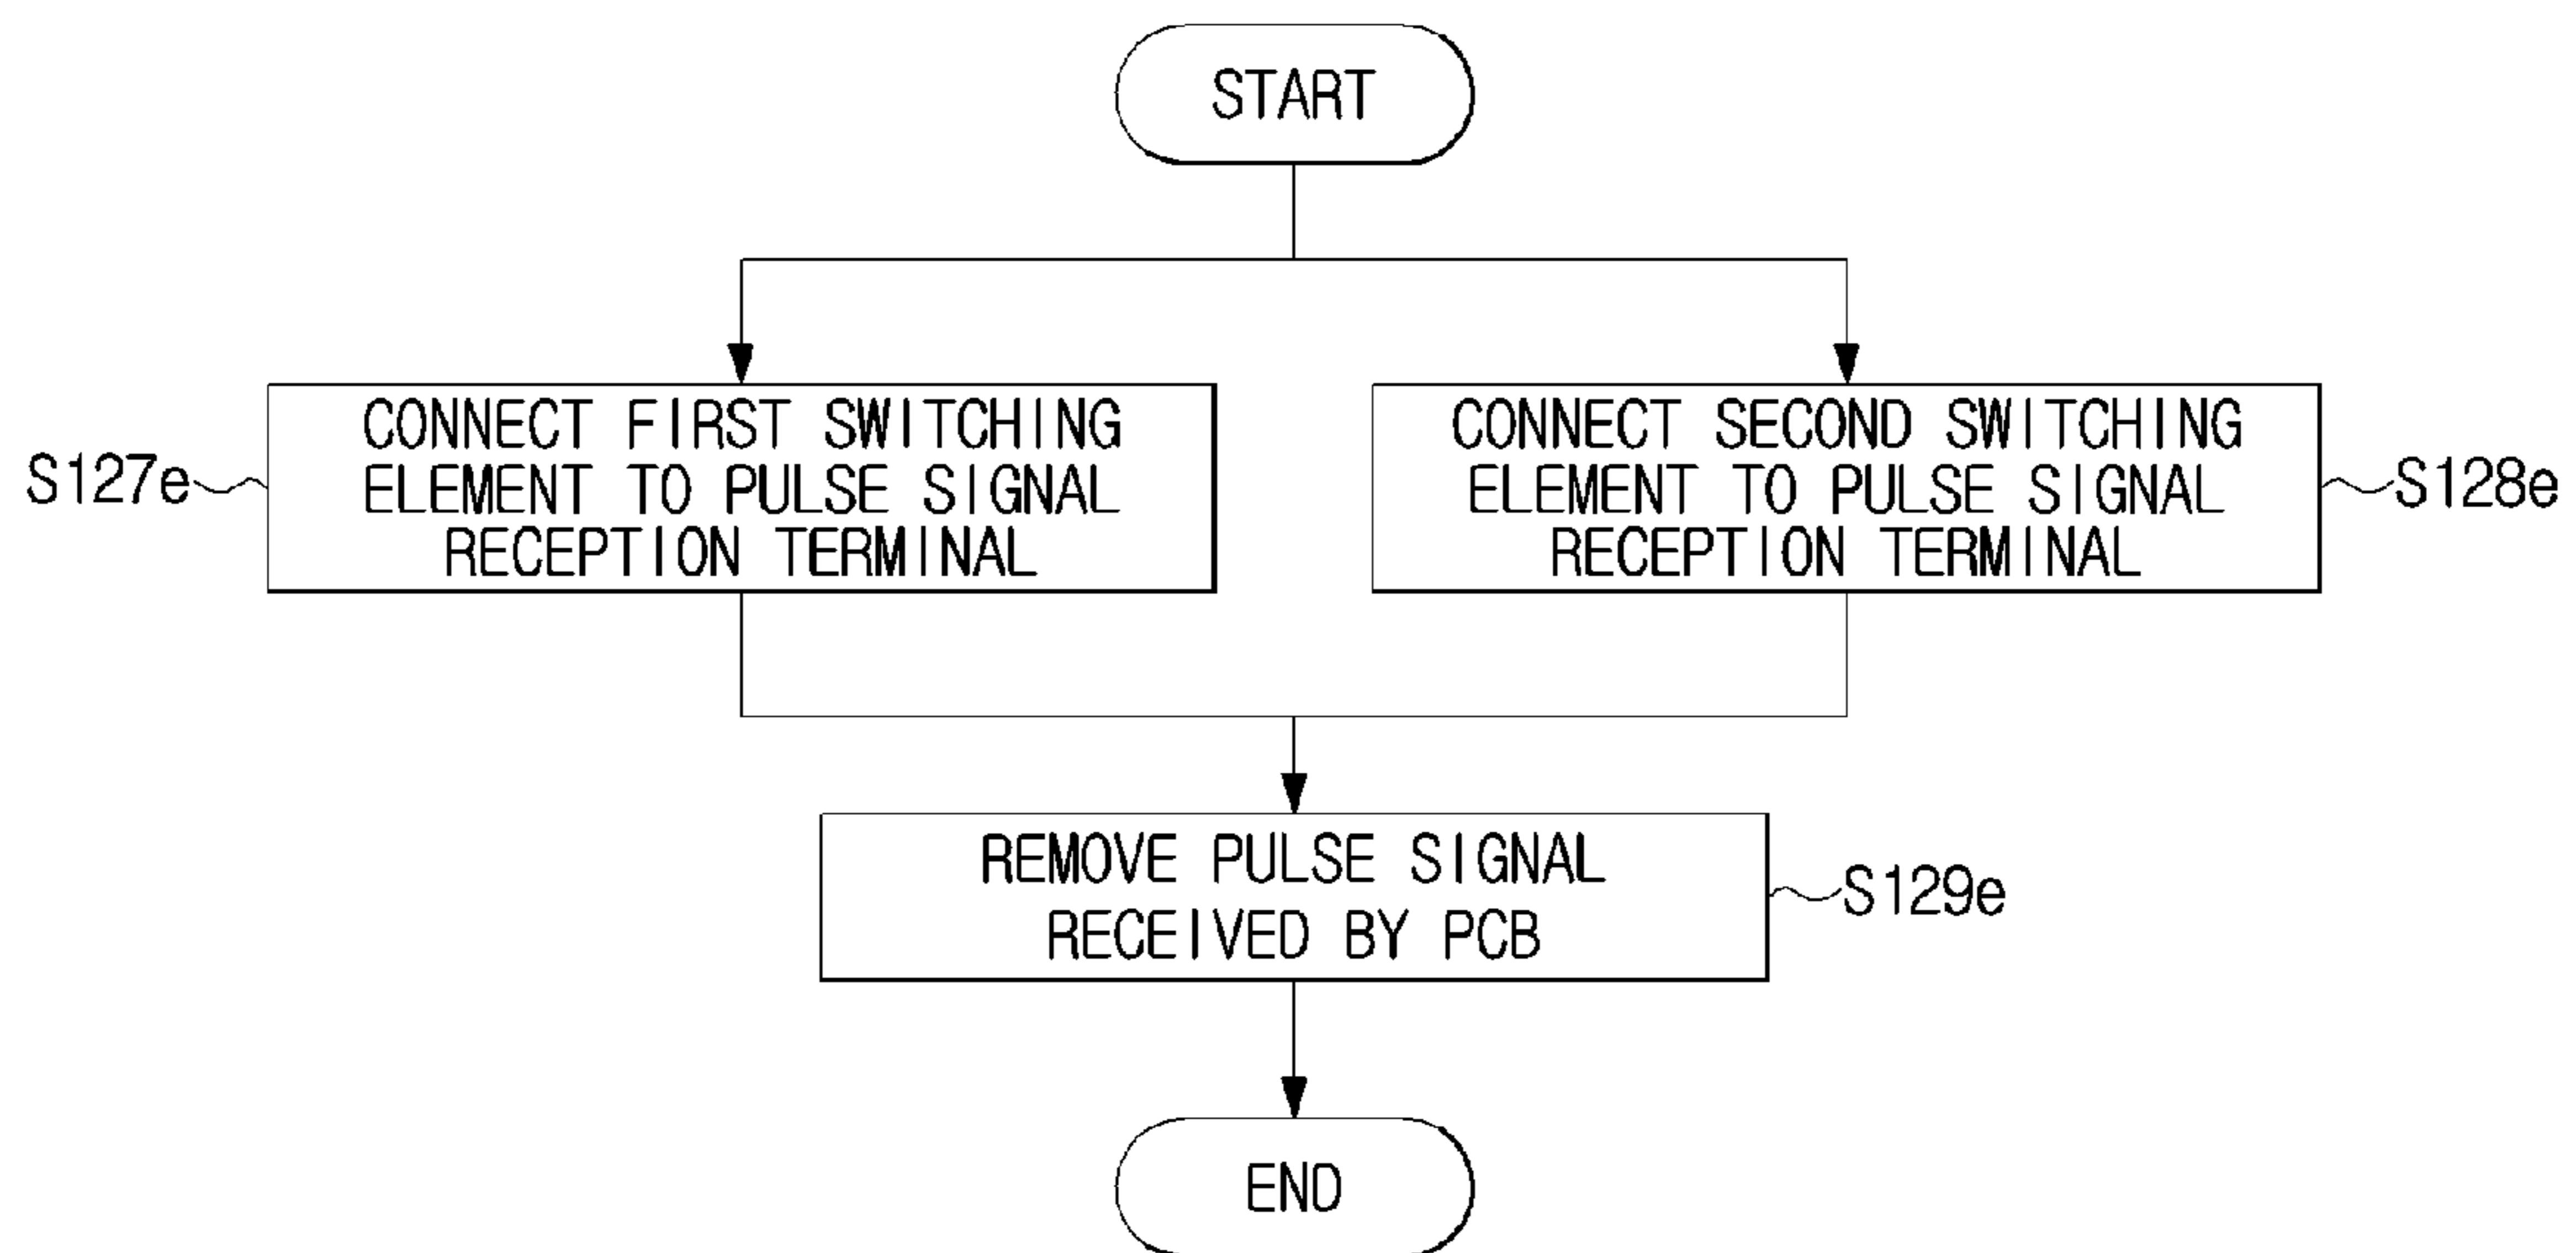 START
S127e
CONNECT FIRST SWITCHING
ELEMENT TO PULSE SIGNAL
RECEPTION TERMINAL
CONNECT SECOND SWITCHING
ELEMENT TO PULSE SIGNAL
RECEPTION TERMINAL
S128e
REMOVE PULSE SIGNAL
RECEIVED BY PCB
S129e
END